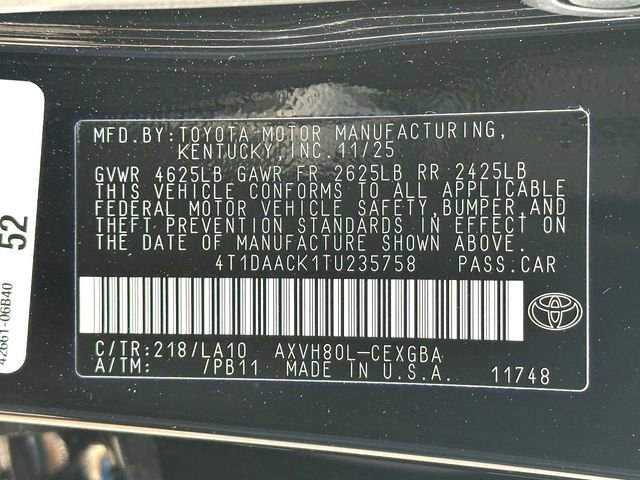 MFD.BY:TOYOTA MOTOR MANUFACTURING,
KENTUCKY,INC.11/25
GVWR 4625LB GAWR FR 2625LB RR 2425LB
THIS VEHICLE CONFORMS TO ALL APPLICABLE
FEDERAL MOTOR VEHICLE SAFETY,BUMPER,AND
THEFT PREVENTION STANDARDS IN EFFECT ON
THE DATE OF MANUFACTURE SHOWN ABOVE.
4T1DAACK1TU235758 PASS.CAR
C/TR:218/LA10 AXVH80L-CEXGBA
A/TM: /PB11 MADE IN U.S.A. 11748
52
42661-06B40